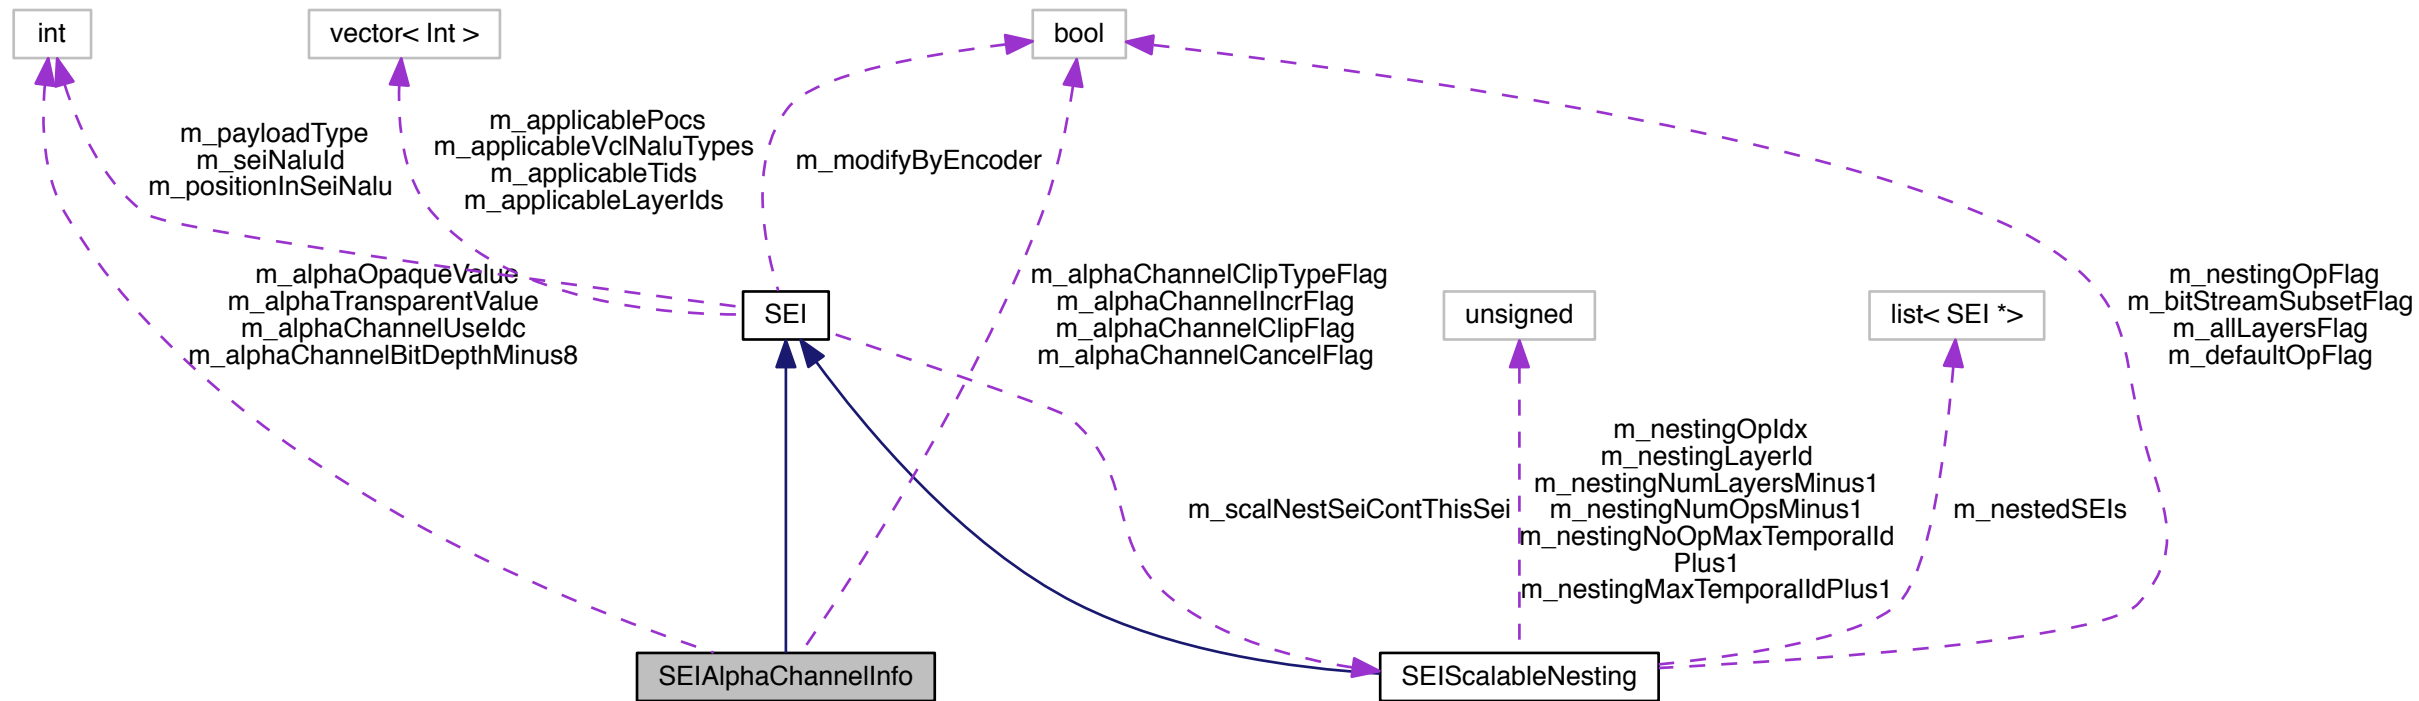 int
vector< Int >
bool
m_payloadType
m_seiNaluId
m_positionInSeiNalu
m_applicablePocs
m_applicableVclNaluTypes
m_applicableTids
m_applicableLayerIds
m_modifyByEncoder
m_alphaOpaqueValue
m_alphaTransparentValue
m_alphaChannelUseIdc
m_alphaChannelBitDepthMinus8
SEI
m_alphaChannelClipTypeFlag
m_alphaChannelIncrFlag
m_alphaChannelClipFlag
m_alphaChannelCancelFlag
unsigned
list< SEI *>
m_nestingOpFlag
m_bitStreamSubsetFlag
m_allLayersFlag
m_defaultOpFlag
m_scalNestSeiContThisSei
m_nestingOpIdx
m_nestingLayerId
m_nestingNumLayersMinus1
m_nestingNumOpsMinus1
m_nestingNoOpMaxTemporalId
Plus1
m_nestingMaxTemporalIdPlus1
m_nestedSEIs
SEIAlphaChannelInfo
SEIScalableNesting